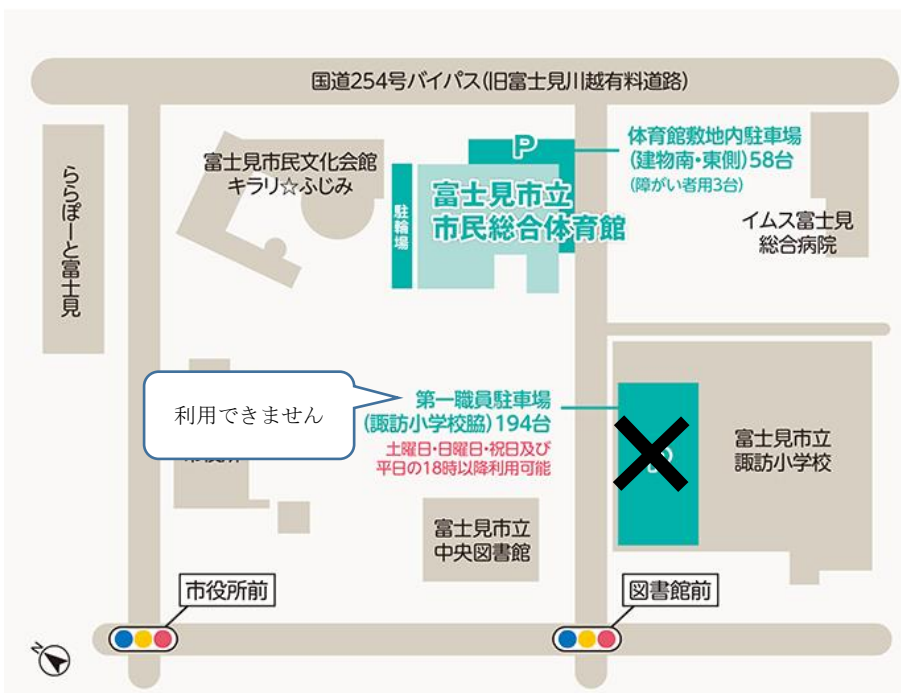 国道254号バイパス(旧富士見川越有料道路)
ららぽーと富士見
富士見市民文化会館
キラリ☆ふじみ
P
駐輪場
富士見市立
市民総合体育館
体育館敷地内駐車場
(建物南・東側)58台
(障がい者用3台)
イムス富士見
総合病院
利用できません
第一職員駐車場
(諏訪小学校脇)194台
土曜日・日曜日・祝日及び
平日の18時以降利用可能
富士見市立
諏訪小学校
富士見市立
中央図書館
市役所前
図書館前
N